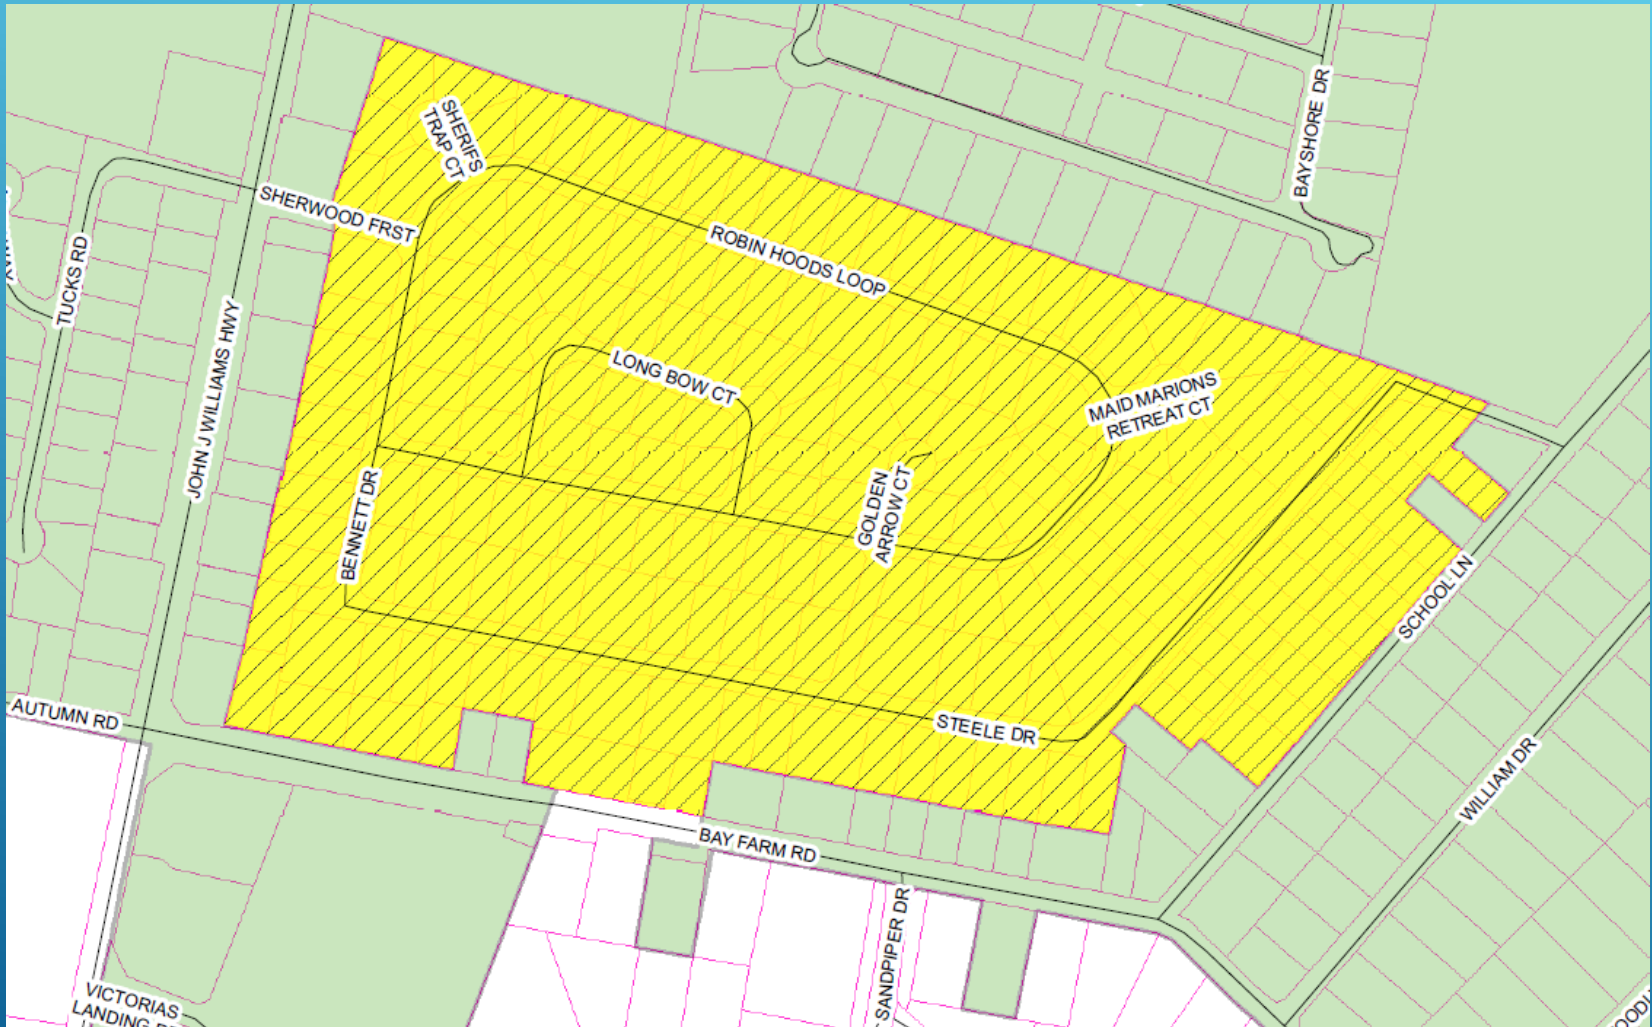 BAYSHORE DR
SHERIFS
TRAP CT
SHERWOOD FRST
ROBIN HOODS LOOP
TUCKS RD
JOHN J WILLIAMS HWY
LONG BOW CT
MAID MARIONS
RETREAT CT
GOLDEN
ARROW CT
BENNETT DR
SCHOOL LN
STEELE DR
AUTUMN RD
WILLIAM DR
BAY FARM RD
SANDPIPER DR
VICTORIAS
LANDING